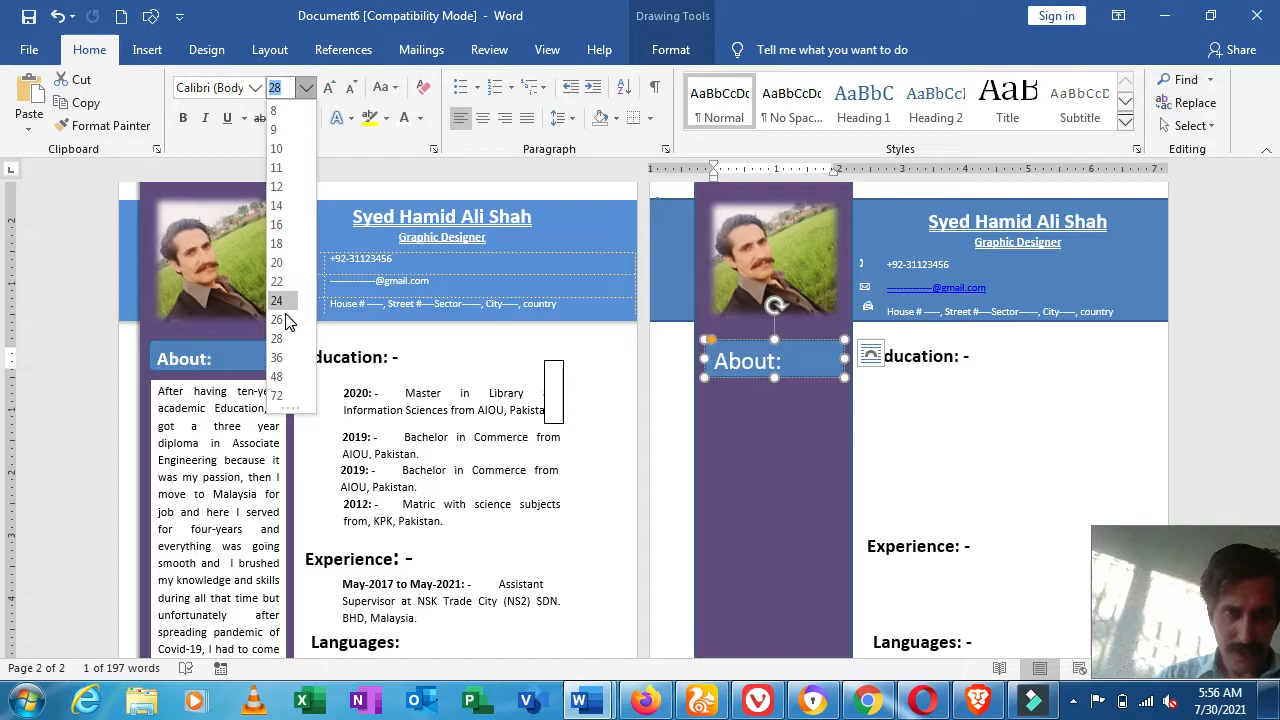 Document6 [Compatibility Mode] - Word
Drawing Tools
Sign in
File
Home
Insert
Design
Layout
References
Mailings
Review
View
Help
Format
Tell me what you want to do
Share
Paste
Cut
Copy
Format Painter
Clipboard
Calibri (Body
28
8
9
10
11
12
14
16
18
20
22
24
26
28
36
48
72
Paragraph
AaBbCcDc
¶ Normal
AaBbCcDc
¶ No Spac...
AaBbC
Heading 1
AaBbCc
Heading 2
AaB
Title
AaBbCcD
Subtitle
Styles
Find
Replace
Select
Editing
Syed Hamid Ali Shah
Graphic Designer
+92-31123456
--------------@gmail.com
House # -----, Street #----Sector------, City-----, country
About:
After having ten-ye
academic Education,
got a three year
diploma in Associate
Engineering because it
was my passion, then I
move to Malaysia for
job and here I served
for four-years and
everything was going
smooth and I brushed
my knowledge and skills
during all that time but
unfortunately after
spreading pandemic of
Covid-19, I had to come
ducation: -
2020: - Master in Library
Information Sciences from AIOU, Pakista
2019: - Bachelor in Commerce from
AIOU, Pakistan.
2019: - Bachelor in Commerce from
AIOU, Pakistan.
2012: - Matric with science subjects
from, KPK, Pakistan.
Experience: -
May-2017 to May-2021: - Assistant
Supervisor at NSK Trade City (NS2) SDN.
BHD, Malaysia.
Languages:
Syed Hamid Ali Shah
Graphic Designer
+92-31123456
--------------@gmail.com
House # -----, Street #----Sector------, City-----, country
About:
ducation: -
Experience: -
Languages: -
Page 2 of 2
1 of 197 words
5:56 AM
7/30/2021